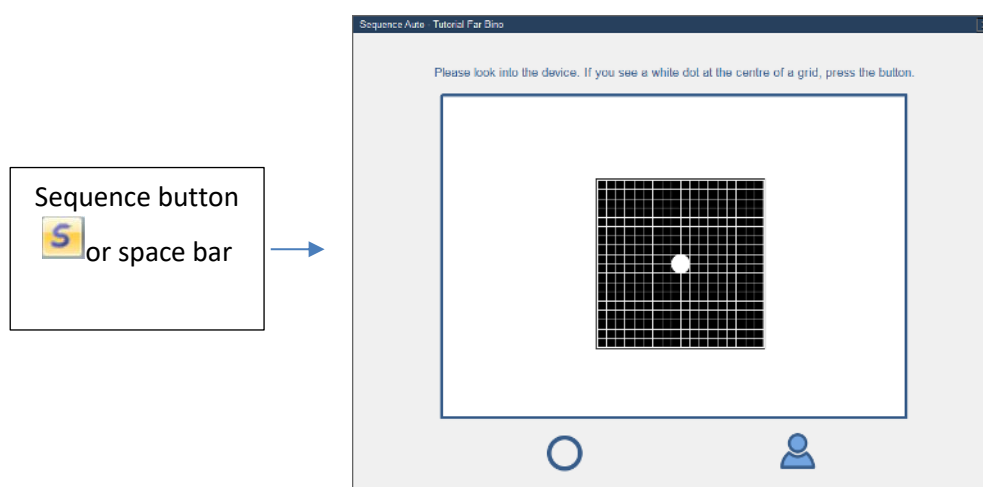 Sequence Auto - Tutorial Far Bino
Please look into the device. If you see a white dot at the centre of a grid, press the button.
Sequence button
S or space bar